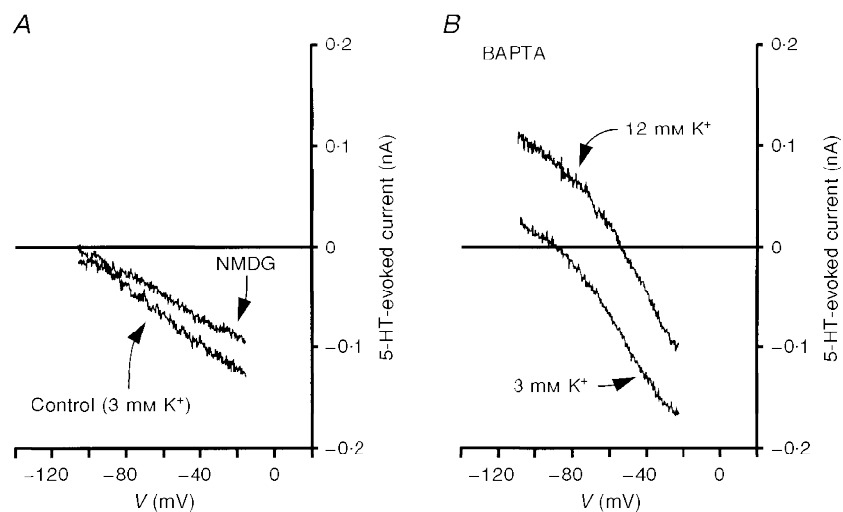 A
0·2
0·1
0
−0·1
−0·2
5-HT-evoked current (nA)
NMDG
Control (3 mM K⁺)
−120
−80
−40
0
V (mV)
B
BAPTA
0·2
0·1
0
−0·1
−0·2
5-HT-evoked current (nA)
12 mM K⁺
3 mM K⁺
−120
−80
−40
0
V (mV)